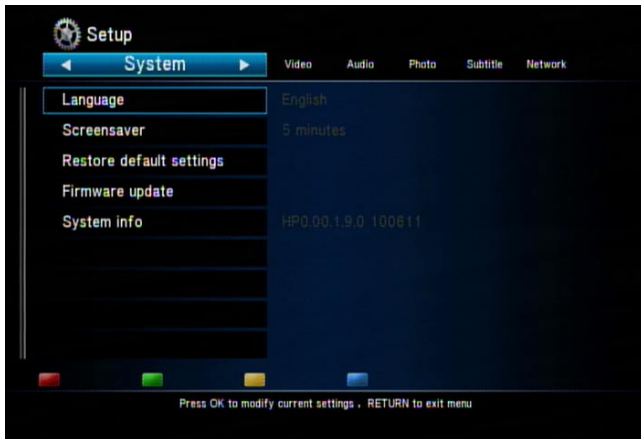 Setup
System Video Audio Photo Subtitle Network
Language English
Screensaver 5 minutes
Restore default settings
Firmware update
System info HP0.00.1.9.0 100611
Press OK to modify current settings , RETURN to exit menu